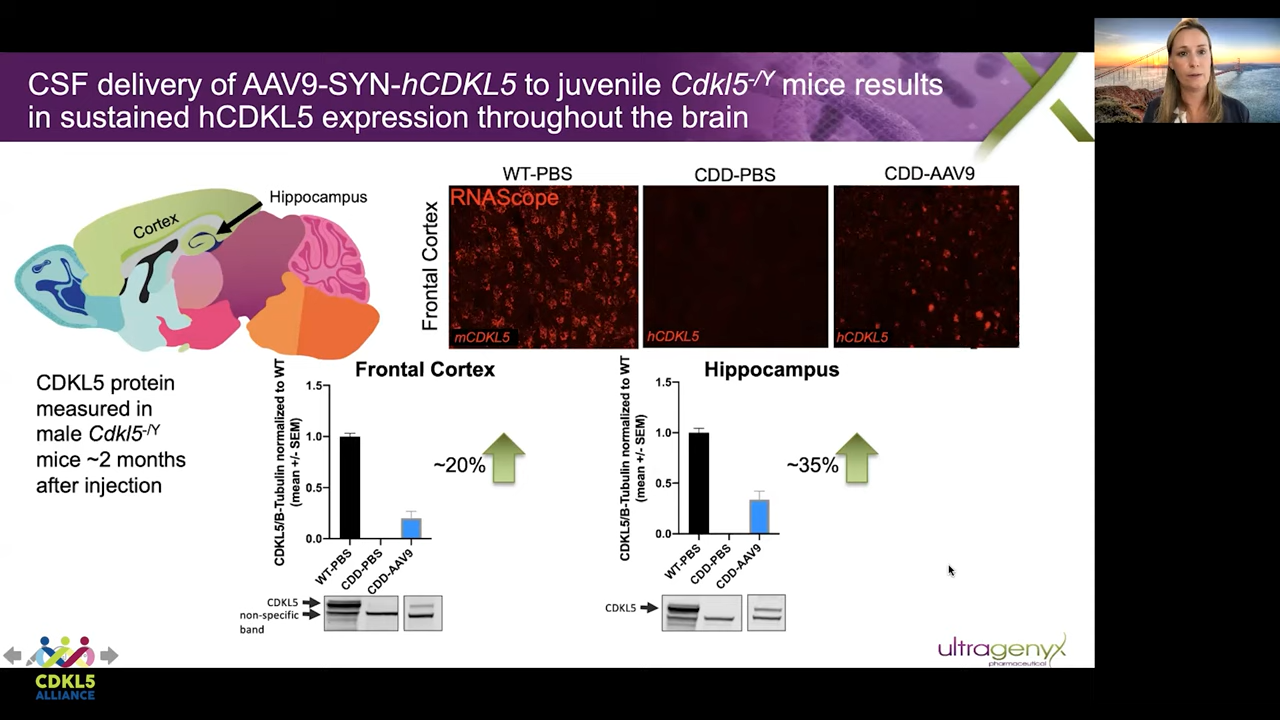 CSF delivery of AAV9-SYN-hCDKL5 to juvenile Cdkl5-/Y mice results
in sustained hCDKL5 expression throughout the brain
Hippocampus
Cortex
WT-PBS
CDD-PBS
CDD-AAV9
Frontal Cortex
RNAScope
mCDKL5
hCDKL5
hCDKL5
CDKL5 protein
measured in
male Cdkl5-/Y
mice ~2 months
after injection
Frontal Cortex
CDKL5/B-Tubulin normalized to WT
(mean +/- SEM)
1.5
1.0
0.5
0.0
WT-PBS
CDD-PBS
CDD-AAV9
~20%
CDKL5
non-specific
band
Hippocampus
CDKL5/B-Tubulin normalized to WT
(mean +/- SEM)
1.5
1.0
0.5
0.0
WT-PBS
CDD-PBS
CDD-AAV9
~35%
CDKL5
ultragenyx
pharmaceutical
CDKL5
ALLIANCE